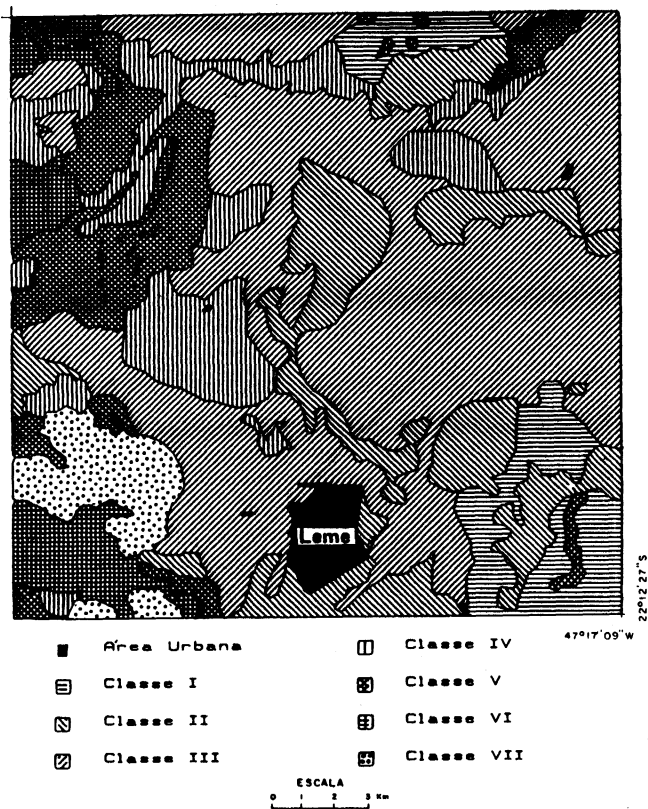 Leme
22°12'27"S
47°17'09"W
Área Urbana
Classe I
Classe II
Classe III
Classe IV
Classe V
Classe VI
Classe VII
ESCALA
0 1 2 3 Km